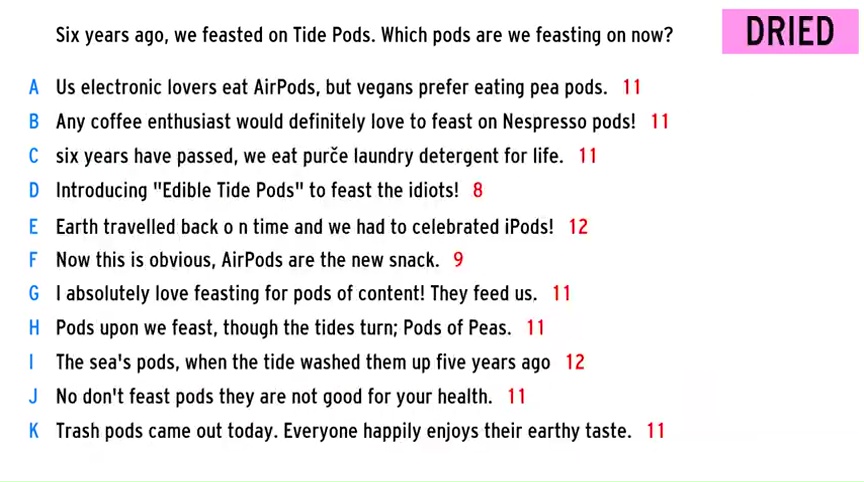 Six years ago, we feasted on Tide Pods. Which pods are we feasting on now?
DRIED
A Us electronic lovers eat AirPods, but vegans prefer eating pea pods. 11
B Any coffee enthusiast would definitely love to feast on Nespresso pods! 11
C six years have passed, we eat purče laundry detergent for life. 11
D Introducing "Edible Tide Pods" to feast the idiots! 8
E Earth travelled back o n time and we had to celebrated iPods! 12
F Now this is obvious, AirPods are the new snack. 9
G I absolutely love feasting for pods of content! They feed us. 11
H Pods upon we feast, though the tides turn; Pods of Peas. 11
I The sea's pods, when the tide washed them up five years ago 12
J No don't feast pods they are not good for your health. 11
K Trash pods came out today. Everyone happily enjoys their earthy taste. 11